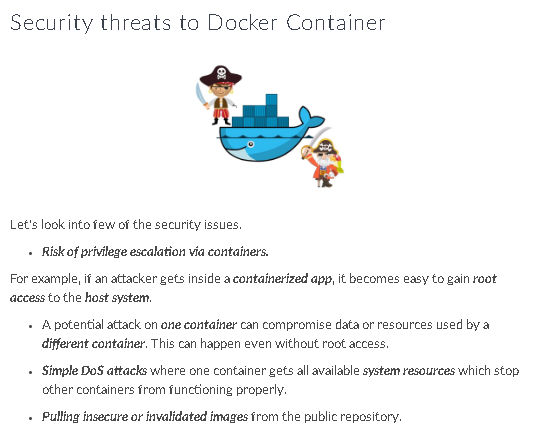 Security threats to Docker Container
Let's look into few of the security issues.
• Risk of privilege escalation via containers.
For example, if an attacker gets inside a containerized app, it becomes easy to gain root
access to the host system.
• A potential attack on one container can compromise data or resources used by a
different container. This can happen even without root access.
• Simple DoS attacks where one container gets all available system resources which stop
other containers from functioning properly.
• Pulling insecure or invalidated images from the public repository.